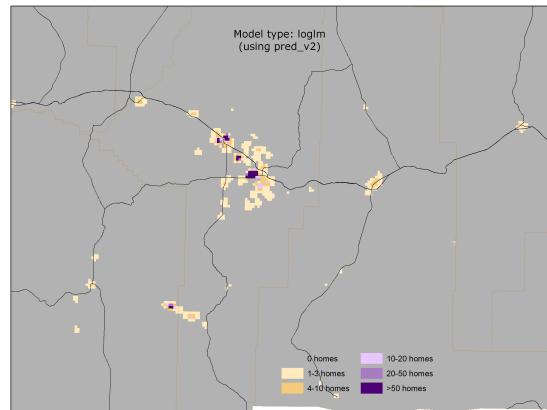 Model type: loglm
(using pred_v2)
0 homes
1-3 homes
4-10 homes
10-20 homes
20-50 homes
>50 homes